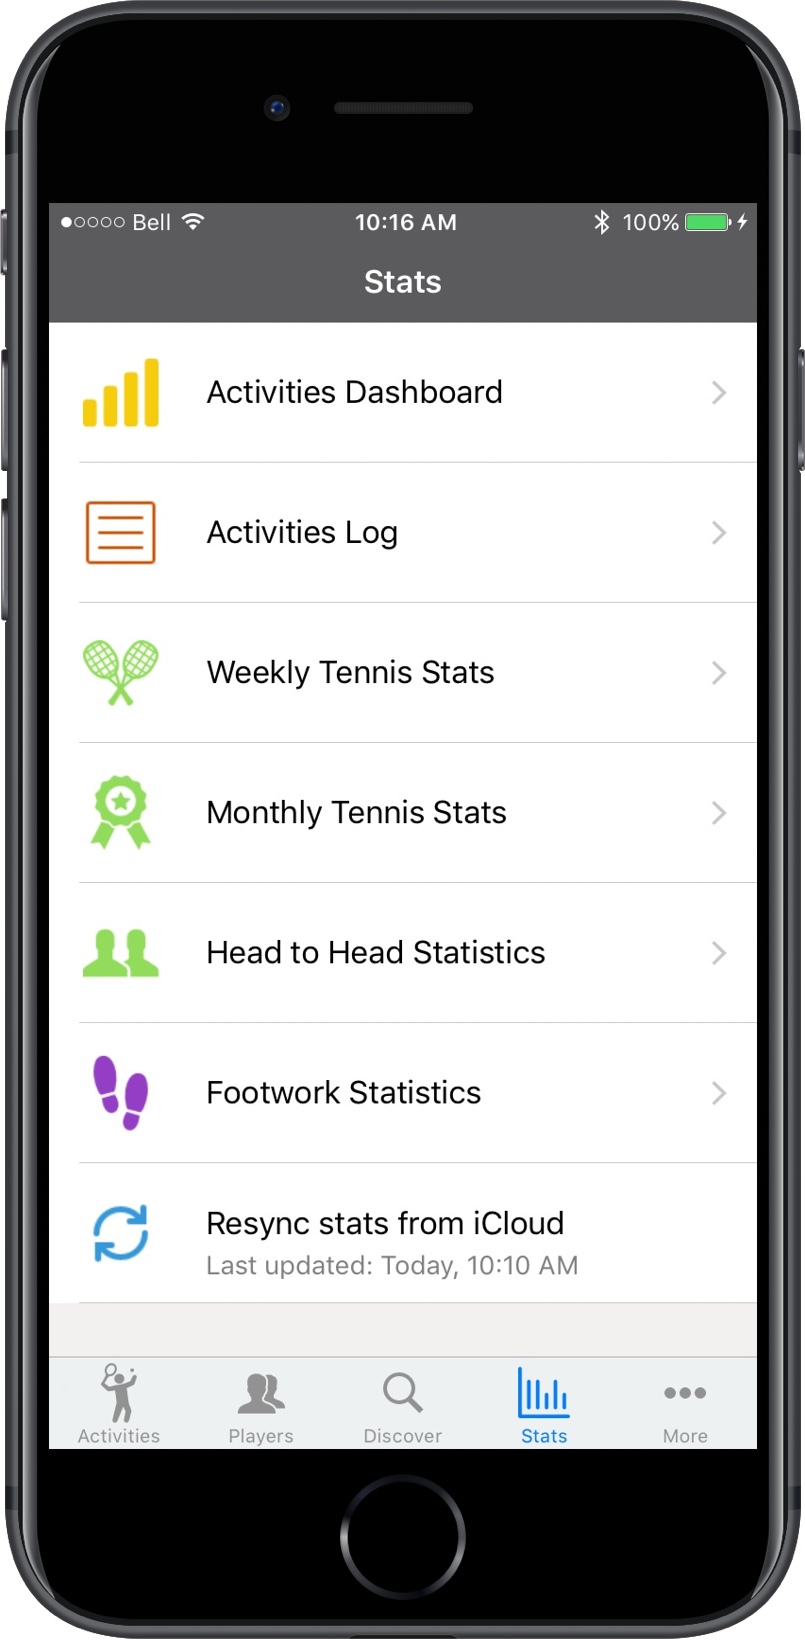 Bell 10:16 AM 100%
Stats
Activities Dashboard
Activities Log
Weekly Tennis Stats
Monthly Tennis Stats
Head to Head Statistics
Footwork Statistics
Resync stats from iCloud
Last updated: Today, 10:10 AM
Activities Players Discover Stats More